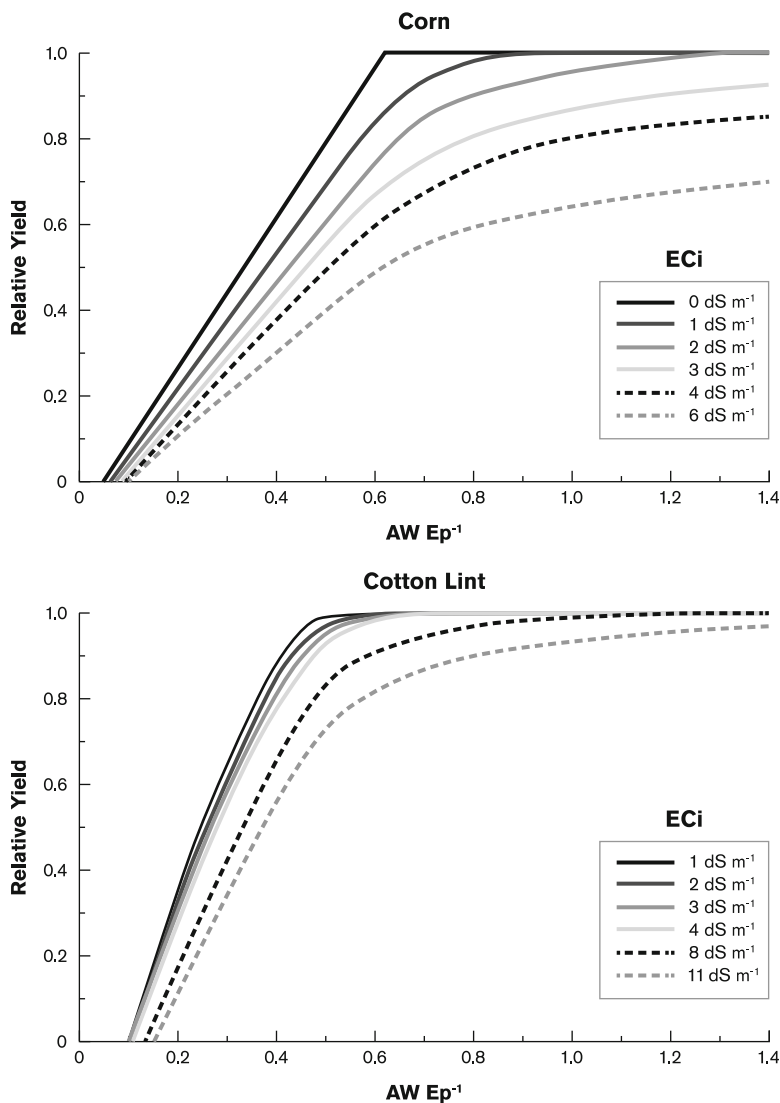 Corn
1.0
0.8
0.6
0.4
0.2
0
Relative Yield
ECi
0 dS m⁻¹
1 dS m⁻¹
2 dS m⁻¹
3 dS m⁻¹
4 dS m⁻¹
6 dS m⁻¹
0 0.2 0.4 0.6 0.8 1.0 1.2 1.4
AW Ep⁻¹
Cotton Lint
1.0
0.8
0.6
0.4
0.2
0
Relative Yield
ECi
1 dS m⁻¹
2 dS m⁻¹
3 dS m⁻¹
4 dS m⁻¹
8 dS m⁻¹
11 dS m⁻¹
0 0.2 0.4 0.6 0.8 1.0 1.2 1.4
AW Ep⁻¹